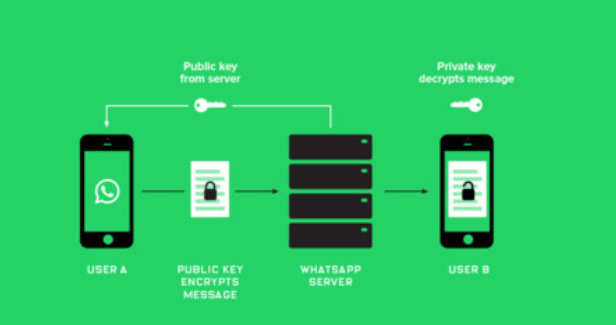 Public key
from server
Private key
decrypts message
USER A
PUBLIC KEY
ENCRYPTS
MESSAGE
WHATSAPP
SERVER
USER B